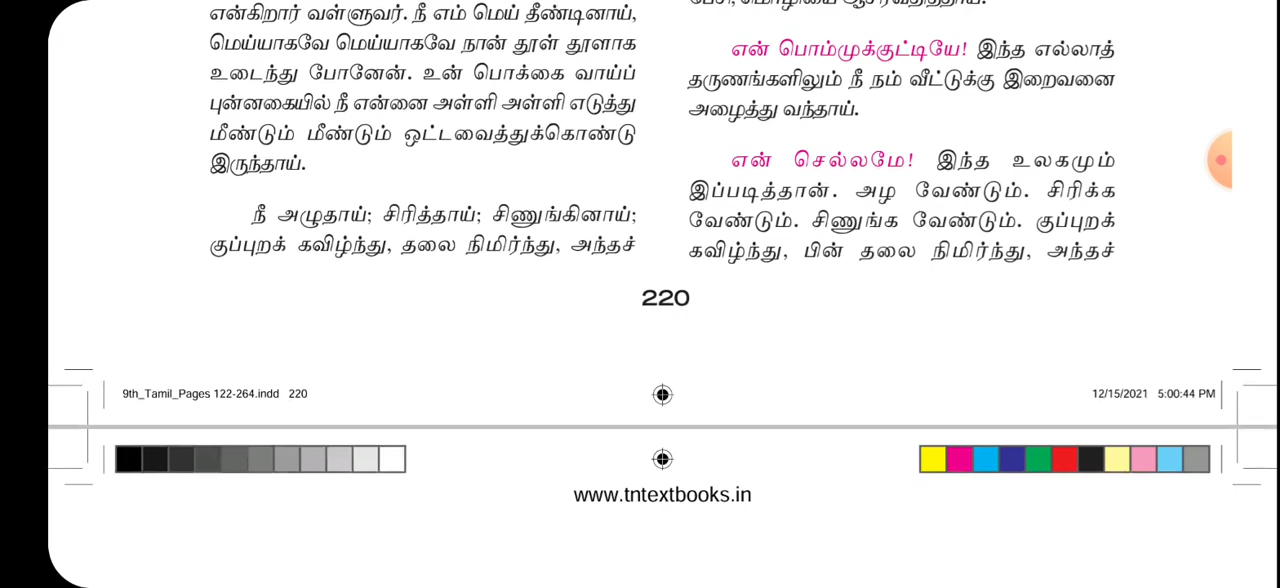 என்கிறார் வள்ளுவர். நீ எம் மெய் தீண்டினாய்,
மெய்யாகவே மெய்யாகவே நான் தூள் தூளாக
உடைந்து போனேன். உன் பொக்கை வாய்ப்
புன்னகையில் நீ என்னை அள்ளி அள்ளி எடுத்து
மீண்டும் மீண்டும் ஒட்டவைத்துக்கொண்டு
இருந்தாய்.
நீ அழுதாய்; சிரித்தாய்; சிணுங்கினாய்;
குப்புறக் கவிழ்ந்து, தலை நிமிர்ந்து, அந்தச்
பேசி, மொழியை ஆசீர்வதித்தாய்.
என் பொம்முக்குட்டியே! இந்த எல்லாத்
தருணங்களிலும் நீ நம் வீட்டுக்கு இறைவனை
அழைத்து வந்தாய்.
என் செல்லமே! இந்த உலகமும்
இப்படித்தான். அழ வேண்டும். சிரிக்க
வேண்டும். சிணுங்க வேண்டும். குப்புறக்
கவிழ்ந்து, பின் தலை நிமிர்ந்து, அந்தச்
220
9th_Tamil_Pages 122-264.indd 220
12/15/2021 5:00:44 PM
www.tntextbooks.in